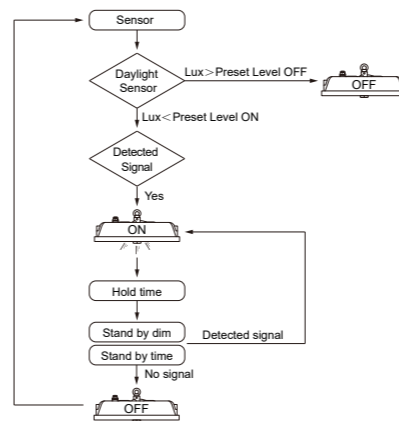 Sensor
Daylight
Sensor
Lux＞Preset Level OFF
OFF
Lux＜Preset Level ON
Detected
Signal
Yes
ON
Hold time
Stand by dim
Detected signal
Stand by time
No signal
OFF